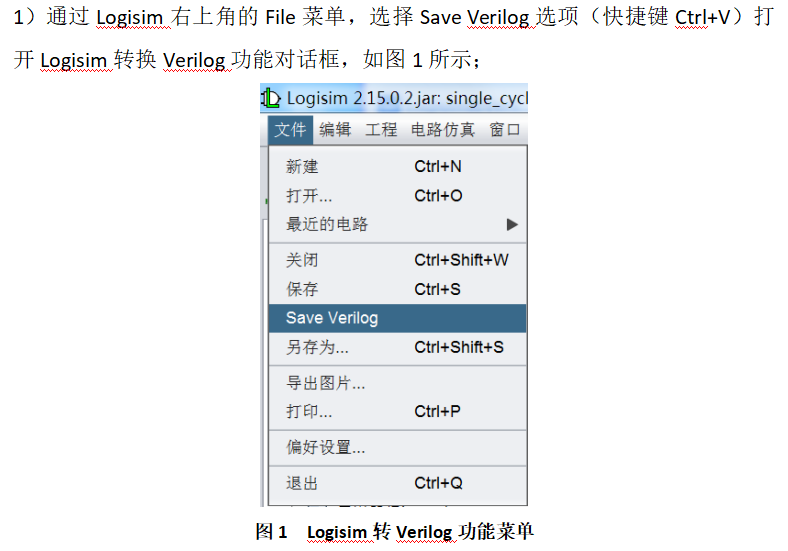 1）通过 Logisim 右上角的 File 菜单，选择 Save Verilog 选项（快捷键 Ctrl+V）打
开 Logisim 转换 Verilog 功能对话框，如图 1 所示；
Logisim 2.15.0.2.jar: single_cycl
文件 编辑 工程 电路仿真 窗口
新建 Ctrl+N
打开... Ctrl+O
最近的电路 ▶
关闭 Ctrl+Shift+W
保存 Ctrl+S
Save Verilog
另存为... Ctrl+Shift+S
导出图片...
打印... Ctrl+P
偏好设置...
退出 Ctrl+Q
图 1 Logisim 转 Verilog 功能菜单